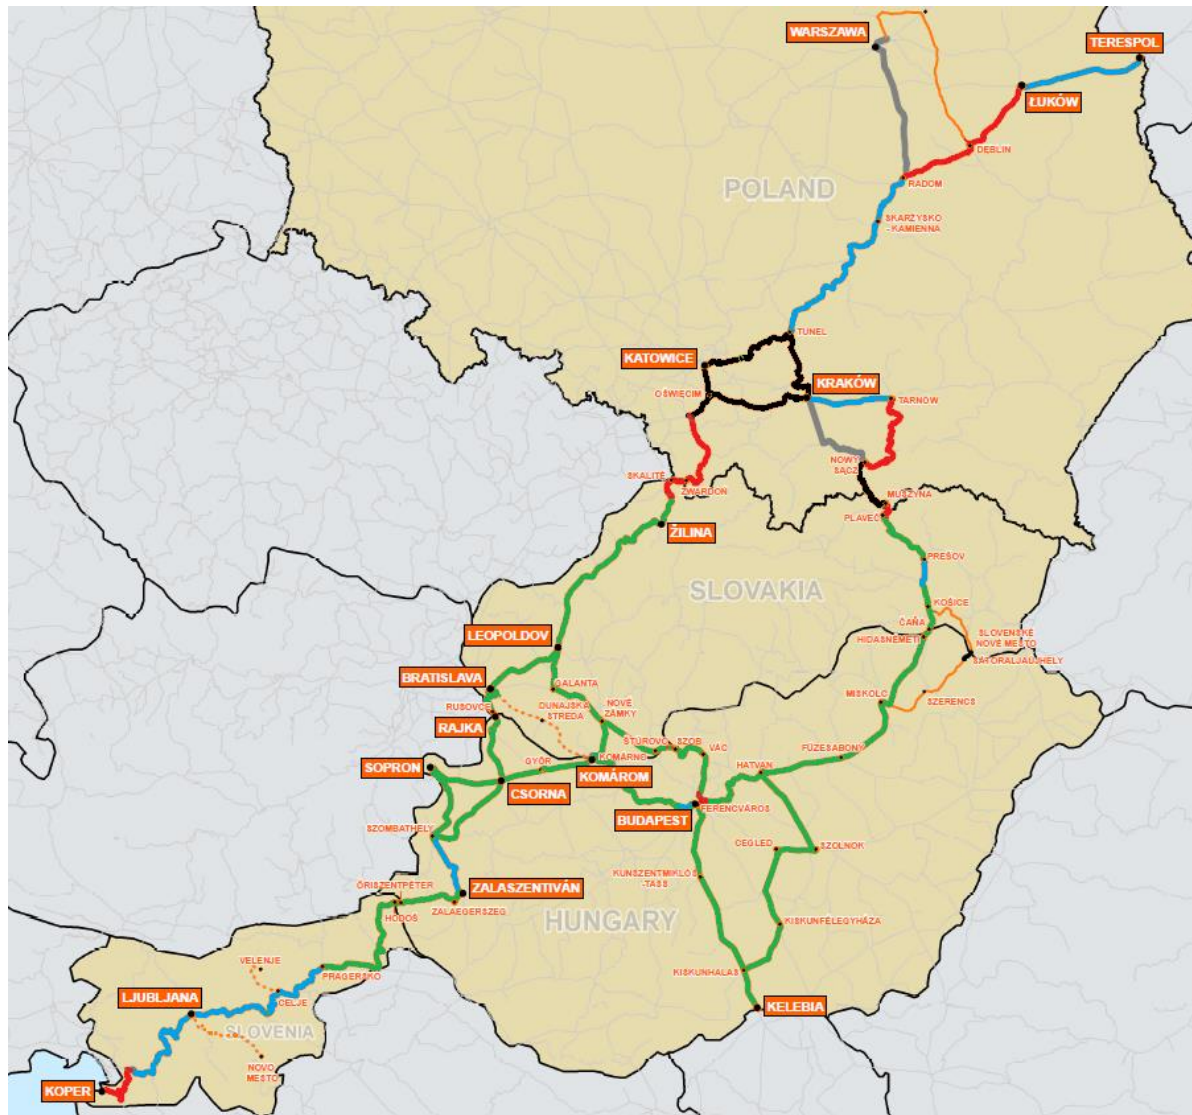 WARSZAWA
TERESPOL
ŁUKÓW
DĘBLIN
POLAND
RADOM
SKARŻYSKO
-KAMIENNA
TUNEL
KATOWICE
KRAKÓW
OŚWIĘCIM
TARNOW
NOWY
SĄCZ
SKALITÉ
ZWARDOŃ
MUSZYNA
PLAVEČ
ŽILINA
PREŠOV
SLOVAKIA
KOŠICE
LEOPOLDOV
ČAŇA
HIDASNÉMETI
SLOVENSKÉ
NOVÉ MESTO
SÁTORALJAÚJHELY
BRATISLAVA
GALANTA
RUSOVCE
DUNAJSKÁ
STREDA
NOVÉ
ZÁMKY
MISKOLC
SZERENCS
RAJKA
ŠTÚROVO
SZOB
VÁC
FÜZESABONY
KOMÁRNO
SOPRON
GYŐR
KOMÁROM
HATVAN
CSORNA
BUDAPEST
FERENCVÁROS
SZOMBATHELY
CEGLÉD
SZOLNOK
KUNSZENTMIKLÓS
-TASS
ŐRISZENTPÉTER
ZALASZENTIVÁN
HODOŠ
ZALAEGERSZEG
HUNGARY
KISKUNFÉLEGYHÁZA
VELENJE
PRAGERSKO
KISKUNHALAS
LJUBLJANA
CELJE
KELEBIA
SLOVENIA
NOVO
MESTO
KOPER